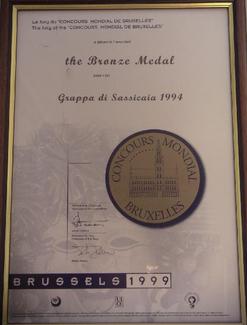 Le Jury du "CONCOURS MONDIAL DE BRUXELLES"
The Jury of the "CONCOURS MONDIAL DE BRUXELLES"
the Bronze Medal
Grappa di Sassicaia 1994
CONCOURS MONDIAL
BRUXELLES
BRUSSELS 1999